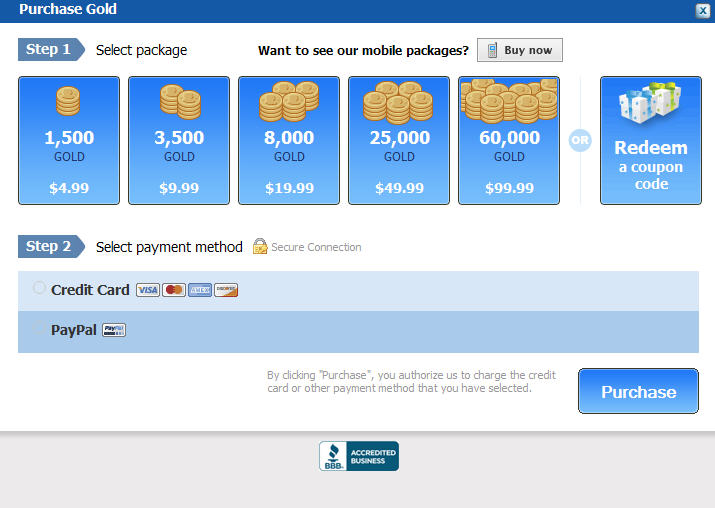 Purchase Gold
X
Step 1
Select package
Want to see our mobile packages?
Buy now
1,500
GOLD
$4.99
3,500
GOLD
$9.99
8,000
GOLD
$19.99
25,000
GOLD
$49.99
60,000
GOLD
$99.99
OR
Redeem
a coupon
code
Step 2
Select payment method
Secure Connection
Credit Card
VISA
AMEX
DISCOVER
PayPal
PayPal
By clicking "Purchase", you authorize us to charge the credit
card or other payment method that you have selected.
Purchase
BBB
ACCREDITED
BUSINESS